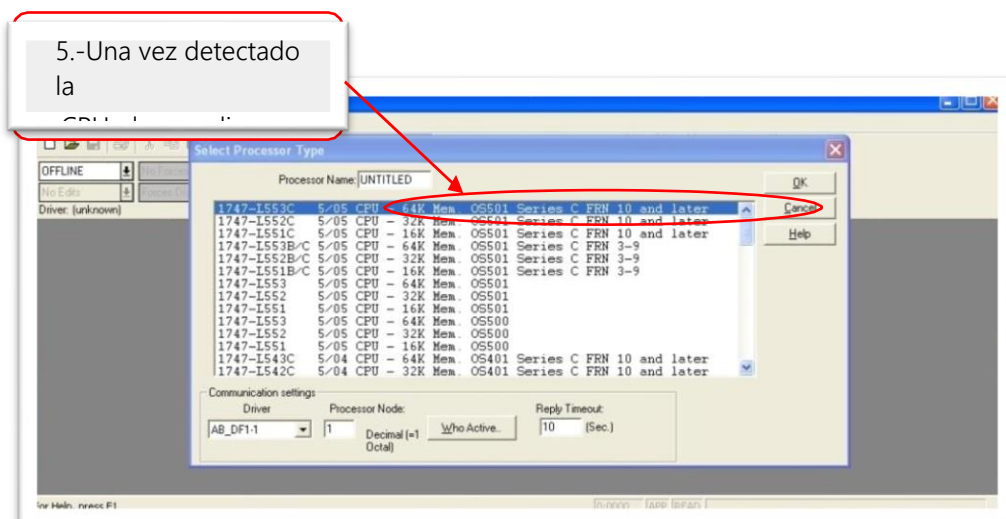 5.-Una vez detectado
la
Select Processor Type
OFFLINE
No Forces
No Edits
Forces
Driver: (unknown)
Processor Name: UNTITLED
OK
Cancel
Help
1747-L553C 5/05 CPU - 64K Mem. OS501 Series C FRN 10 and later
1747-L552C 5/05 CPU - 32K Mem. OS501 Series C FRN 10 and later
1747-L551C 5/05 CPU - 16K Mem. OS501 Series C FRN 10 and later
1747-L553B/C 5/05 CPU - 64K Mem. OS501 Series C FRN 3-9
1747-L552B/C 5/05 CPU - 32K Mem. OS501 Series C FRN 3-9
1747-L551B/C 5/05 CPU - 16K Mem. OS501 Series C FRN 3-9
1747-L553 5/05 CPU - 64K Mem. OS501
1747-L552 5/05 CPU - 32K Mem. OS501
1747-L551 5/05 CPU - 16K Mem. OS501
1747-L553 5/05 CPU - 64K Mem. OS500
1747-L552 5/05 CPU - 32K Mem. OS500
1747-L551 5/05 CPU - 16K Mem. OS500
1747-L543C 5/04 CPU - 64K Mem. OS401 Series C FRN 10 and later
1747-L542C 5/04 CPU - 32K Mem. OS401 Series C FRN 10 and later
Communication settings
Driver
Processor Node:
Reply Timeout:
AB_DF1-1
1
Decimal (=1
Octal)
Who Active..
10
(Sec.)
For Help, press F1
0:0000 APP READ